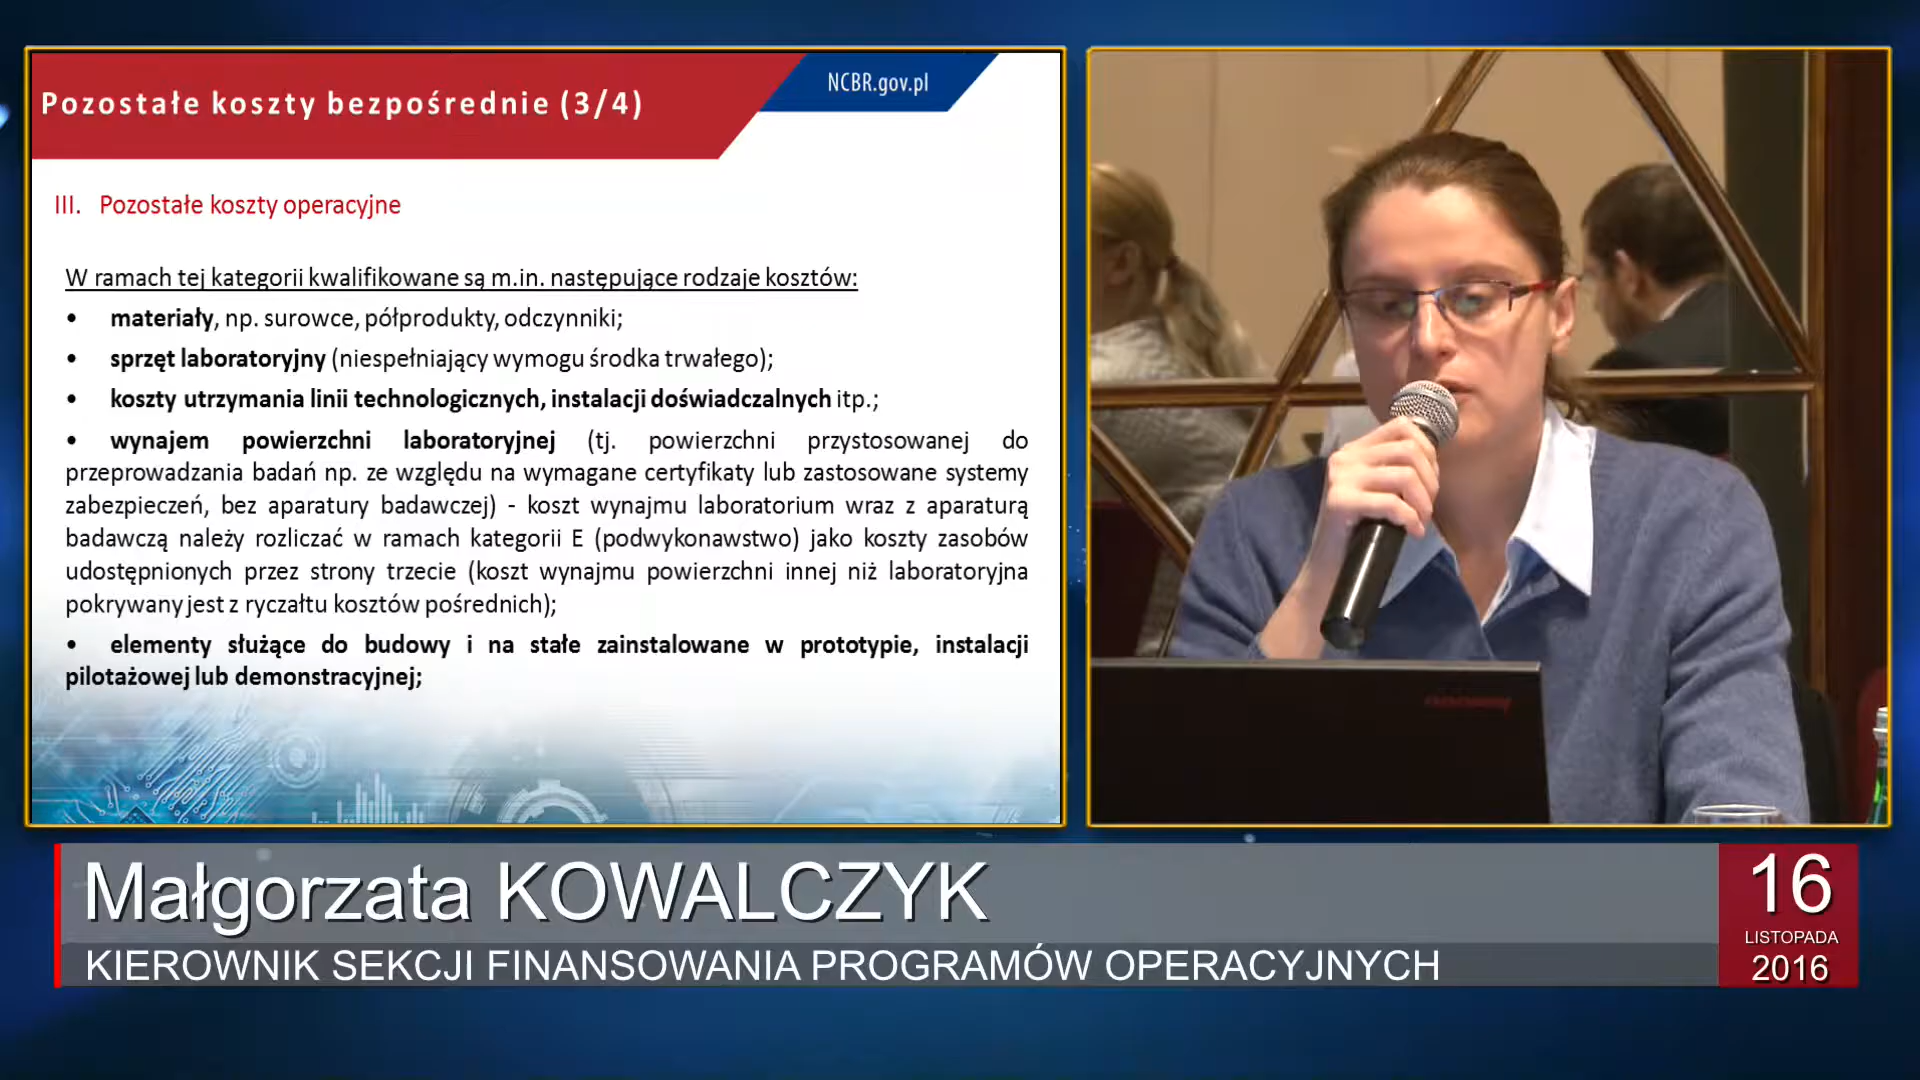 Pozostałe koszty bezpośrednie (3/4)
NCBR.gov.pl
III. Pozostałe koszty operacyjne
W ramach tej kategorii kwalifikowane są m.in. następujące rodzaje kosztów:
• materiały, np. surowce, półprodukty, odczynniki;
• sprzęt laboratoryjny (niespełniający wymogu środka trwałego);
• koszty utrzymania linii technologicznych, instalacji doświadczalnych itp.;
• wynajem powierzchni laboratoryjnej (tj. powierzchni przystosowanej do
przeprowadzania badań np. ze względu na wymagane certyfikaty lub zastosowane systemy
zabezpieczeń, bez aparatury badawczej) - koszt wynajmu laboratorium wraz z aparaturą
badawczą należy rozliczać w ramach kategorii E (podwykonawstwo) jako koszty zasobów
udostępnionych przez strony trzecie (koszt wynajmu powierzchni innej niż laboratoryjna
pokrywany jest z ryczałtu kosztów pośrednich);
• elementy służące do budowy i na stałe zainstalowane w prototypie, instalacji
pilotażowej lub demonstracyjnej;
Małgorzata KOWALCZYK
KIEROWNIK SEKCJI FINANSOWANIA PROGRAMÓW OPERACYJNYCH
16
LISTOPADA
2016